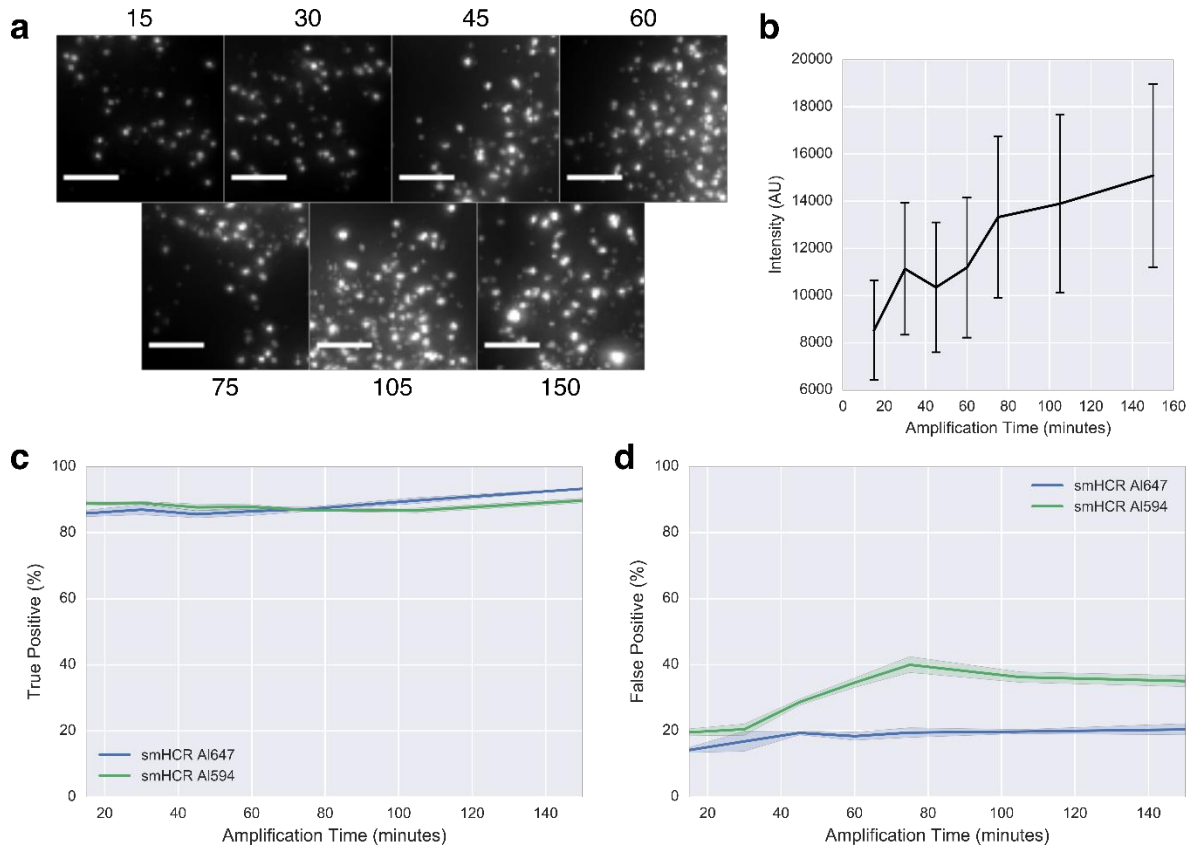 a
15 30 45 60
75 105 150
b
20000
18000
16000
14000
12000
10000
8000
6000
Intensity (AU)
0 20 40 60 80 100 120 140 160
Amplification Time (minutes)
c
100
80
60
40
20
0
True Positive (%)
smHCR Al647
smHCR Al594
20 40 60 80 100 120 140
Amplification Time (minutes)
d
100
80
60
40
20
0
False Positive (%)
smHCR Al647
smHCR Al594
20 40 60 80 100 120 140
Amplification Time (minutes)